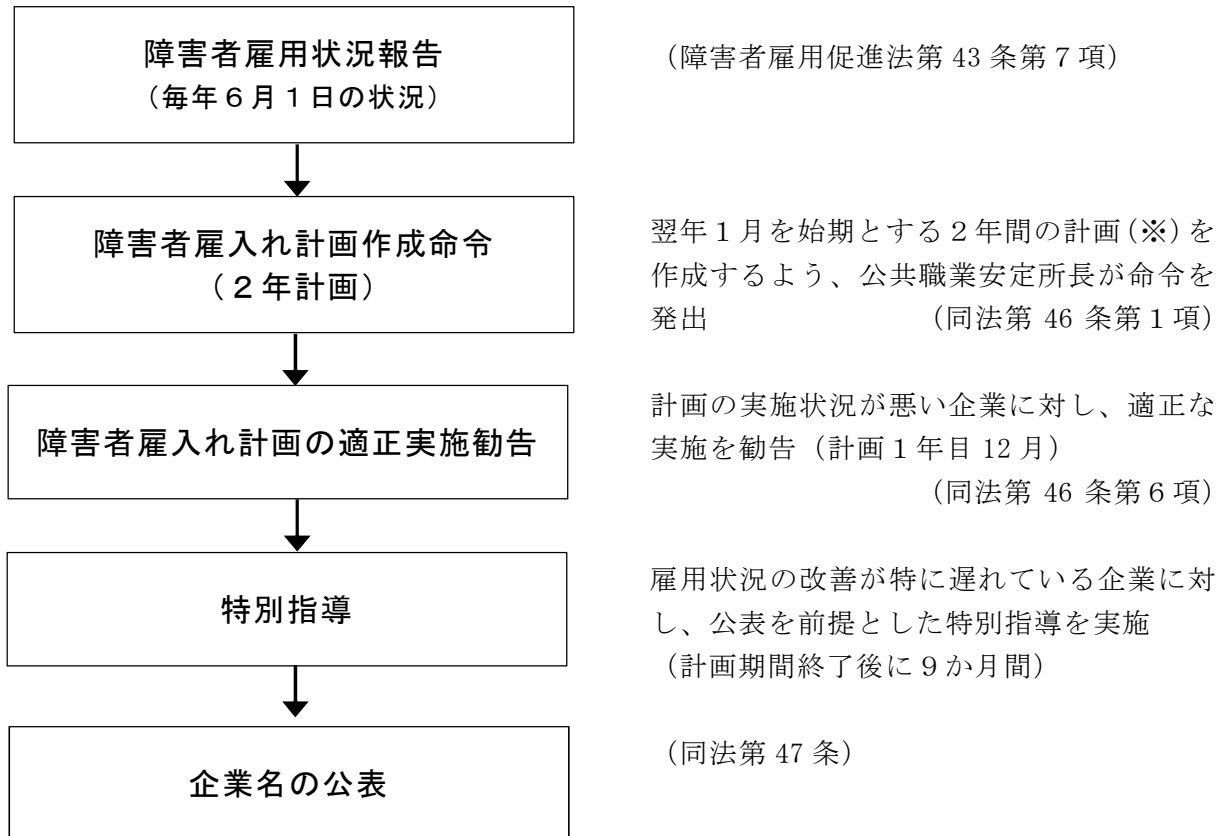 障害者雇用状況報告
（毎年６月１日の状況）
（障害者雇用促進法第 43 条第７項）
障害者雇入れ計画作成命令
（２年計画）
翌年１月を始期とする２年間の計画（※）を
作成するよう、公共職業安定所長が命令を
発出 （同法第 46 条第１項）
障害者雇入れ計画の適正実施勧告
計画の実施状況が悪い企業に対し、適正な
実施を勧告（計画１年目 12 月）
（同法第 46 条第６項）
特別指導
雇用状況の改善が特に遅れている企業に対
し、公表を前提とした特別指導を実施
（計画期間終了後に９か月間）
企業名の公表
（同法第 47 条）